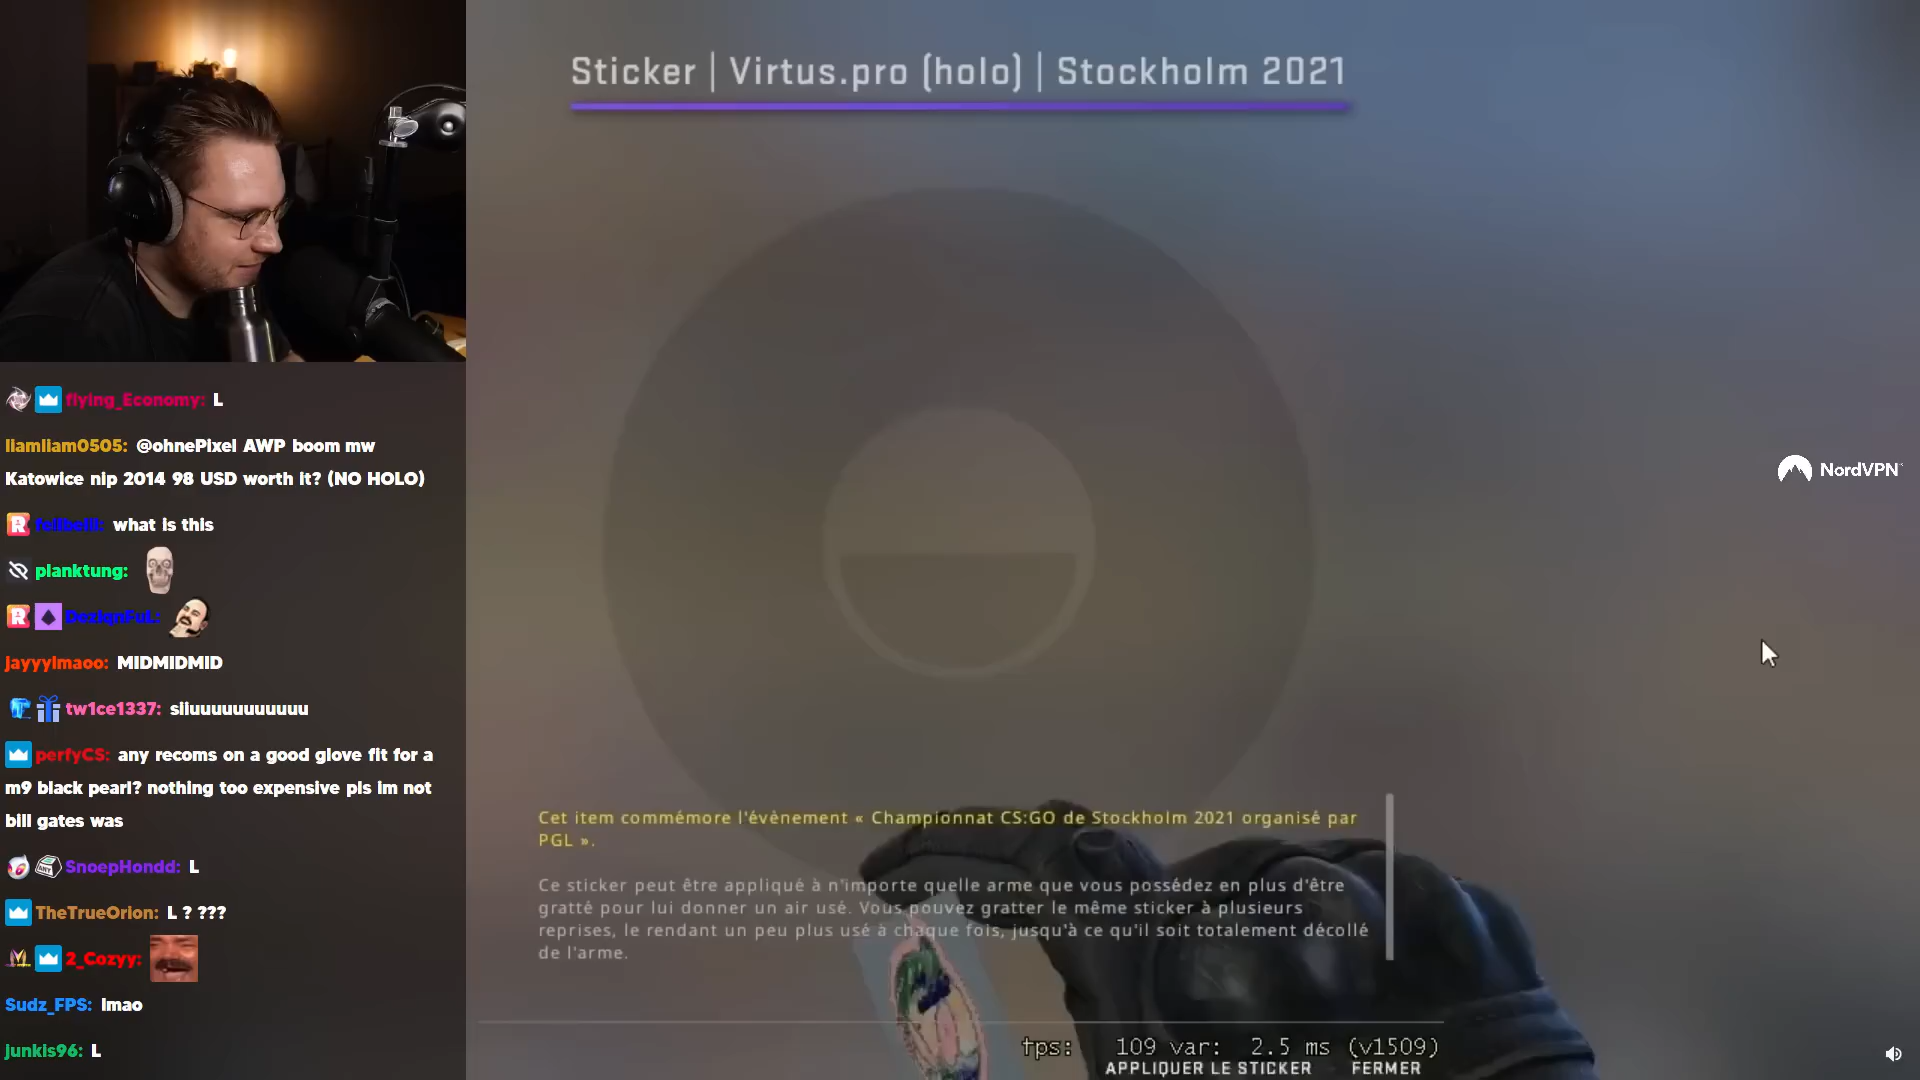 Sticker | Virtus.pro (holo) | Stockholm 2021
flying_Economy: L
liamliam0505: @ohnePixel AWP boom mw
Katowice nip 2014 98 USD worth it? (NO HOLO)
what is this
planktung:
DeziqnFuL:
jayyylmaoo: MIDMIDMID
tw1ce1337: siiuuuuuuuuuuu
perfyCS: any recoms on a good glove fit for a
m9 black pearl? nothing too expensive pls im not
bill gates was
SnoepHondd: L
TheTrueOrion: L ? ???
2_Cozyy:
Sudz_FPS: lmao
junkis96: L
NordVPN
Cet item commémore l'évènement « Championnat CS:GO de Stockholm 2021 organisé par
PGL ».
Ce sticker peut être appliqué à n'importe quelle arme que vous possédez en plus d'être
gratté pour lui donner un air usé. Vous pouvez gratter le même sticker à plusieurs
reprises, le rendant un peu plus usé à chaque fois, jusqu'à ce qu'il soit totalement décollé
de l'arme.
fps: 109 var: 2.5 ms (v1509)
APPLIQUER LE STICKER FERMER